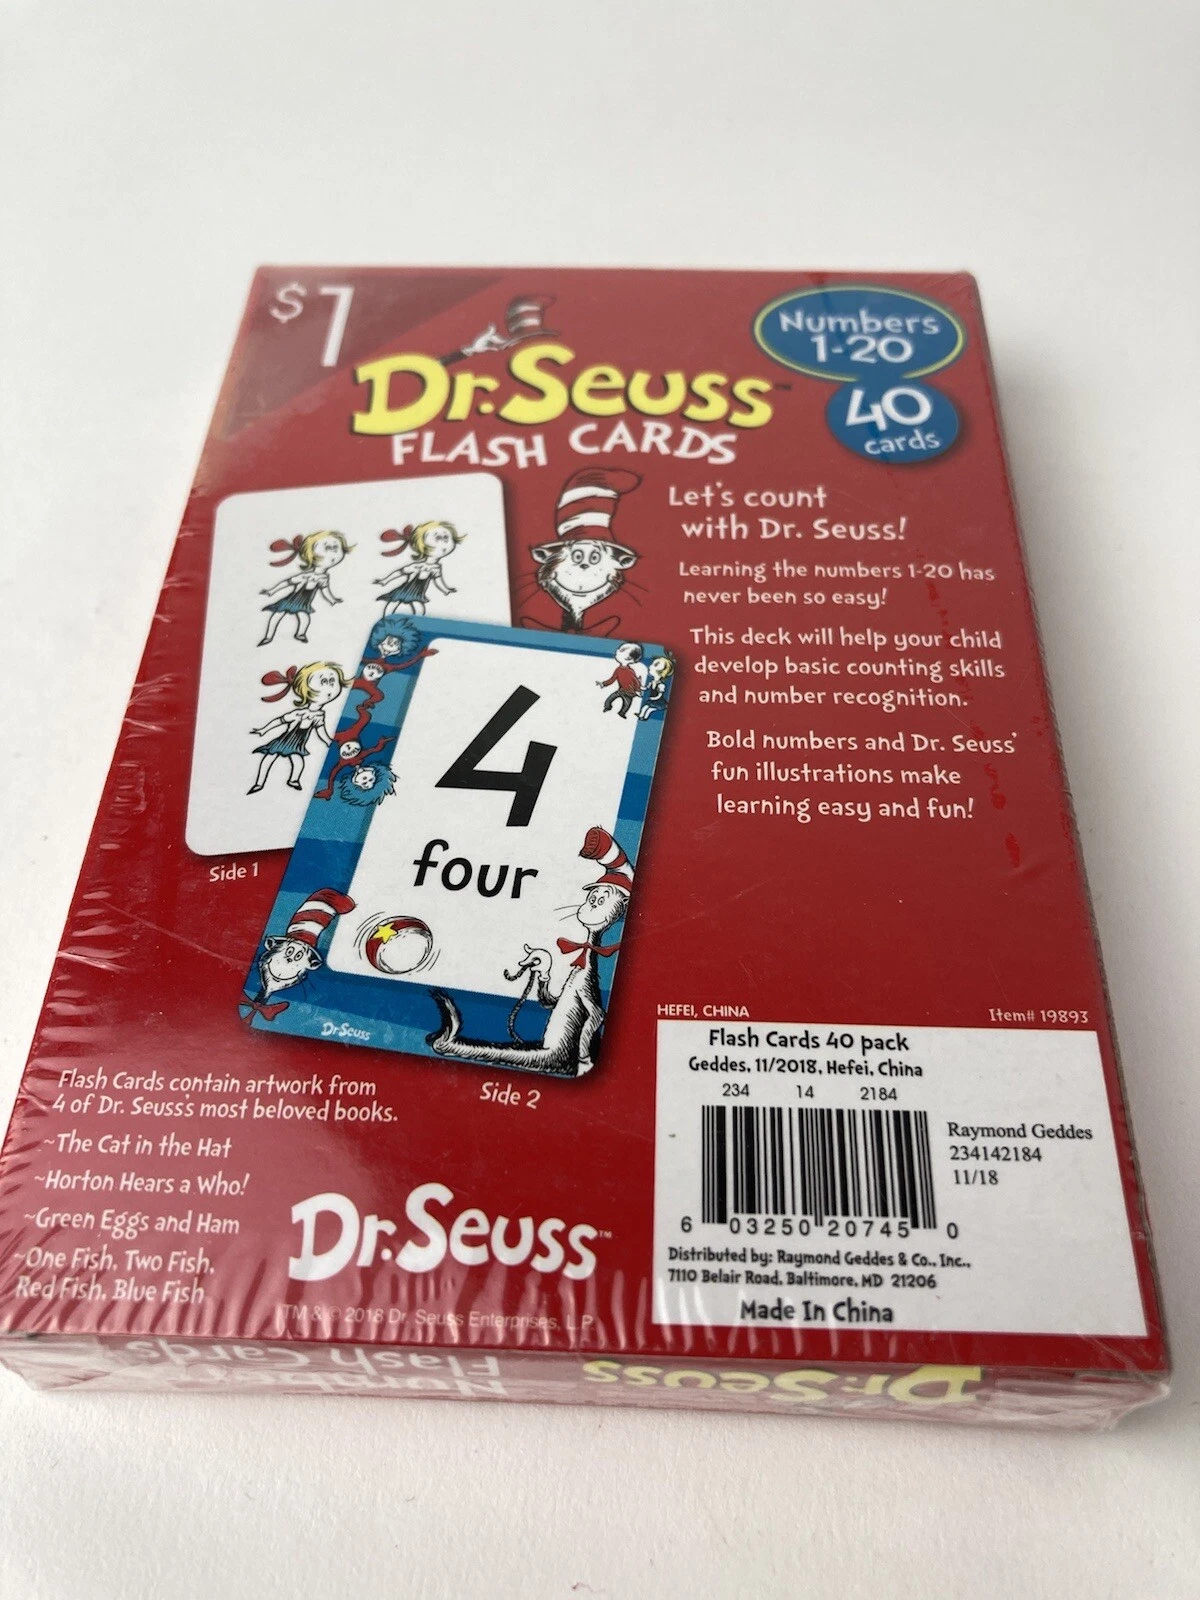 $1
Numbers
1-20
40
cards
Dr. Seuss™
FLASH CARDS
Let's count
with Dr. Seuss!
Learning the numbers 1-20 has
never been so easy!
This deck will help your child
develop basic counting skills
and number recognition.
Bold numbers and Dr. Seuss'
fun illustrations make
learning easy and fun!
4
four
Dr. Seuss
Side 1
Side 2
Flash Cards contain artwork from
4 of Dr. Seuss's most beloved books.
~The Cat in the Hat
~Horton Hears a Who!
~Green Eggs and Ham
~One Fish, Two Fish,
Red Fish, Blue Fish
Dr. Seuss™
TM & © 2018 Dr. Seuss Enterprises, L.P.
HEFEI, CHINA
Item# 19893
Flash Cards 40 pack
Geddes, 11/2018, Hefei, China
234 14 2184
Raymond Geddes
234142184
11/18
6 03250 20745 0
Distributed by: Raymond Geddes & Co., Inc.,
7110 Belair Road, Baltimore, MD 21206
Made In China
Dr. Seuss
Numbers
Flash Cards